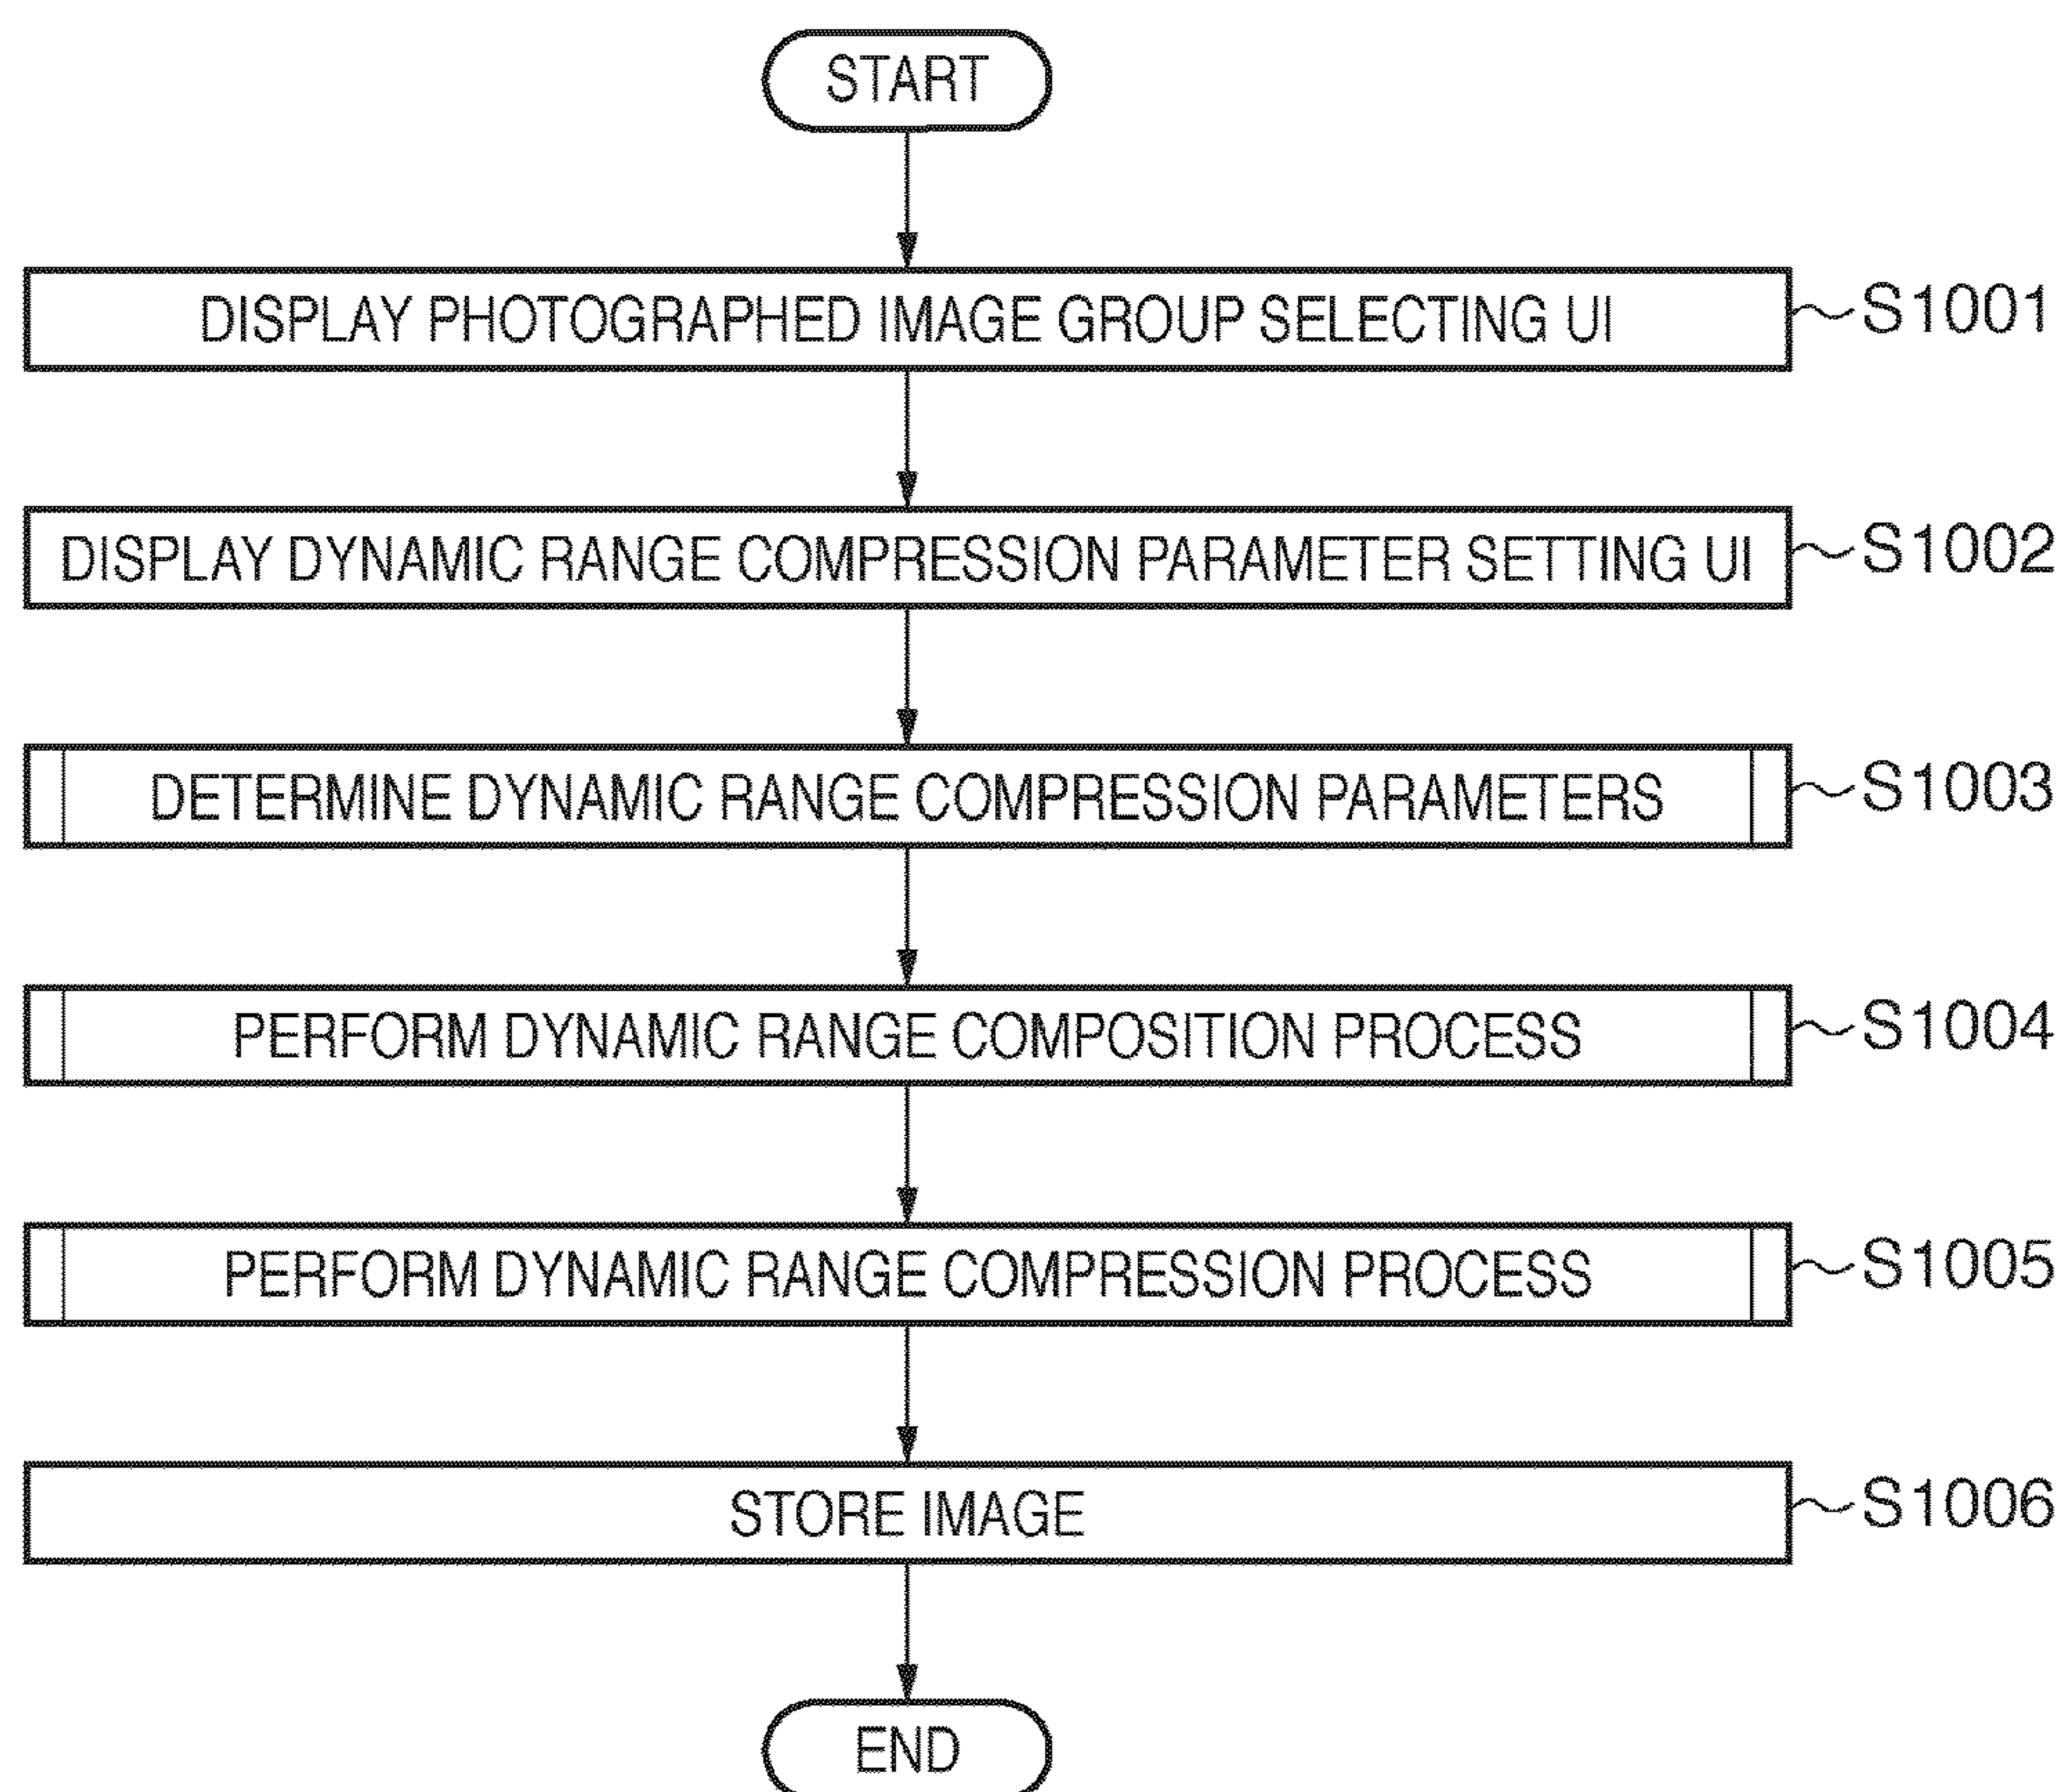 START
DISPLAY PHOTOGRAPHED IMAGE GROUP SELECTING UI
S1001
DISPLAY DYNAMIC RANGE COMPRESSION PARAMETER SETTING UI
S1002
DETERMINE DYNAMIC RANGE COMPRESSION PARAMETERS
S1003
PERFORM DYNAMIC RANGE COMPOSITION PROCESS
S1004
PERFORM DYNAMIC RANGE COMPRESSION PROCESS
S1005
STORE IMAGE
S1006
END